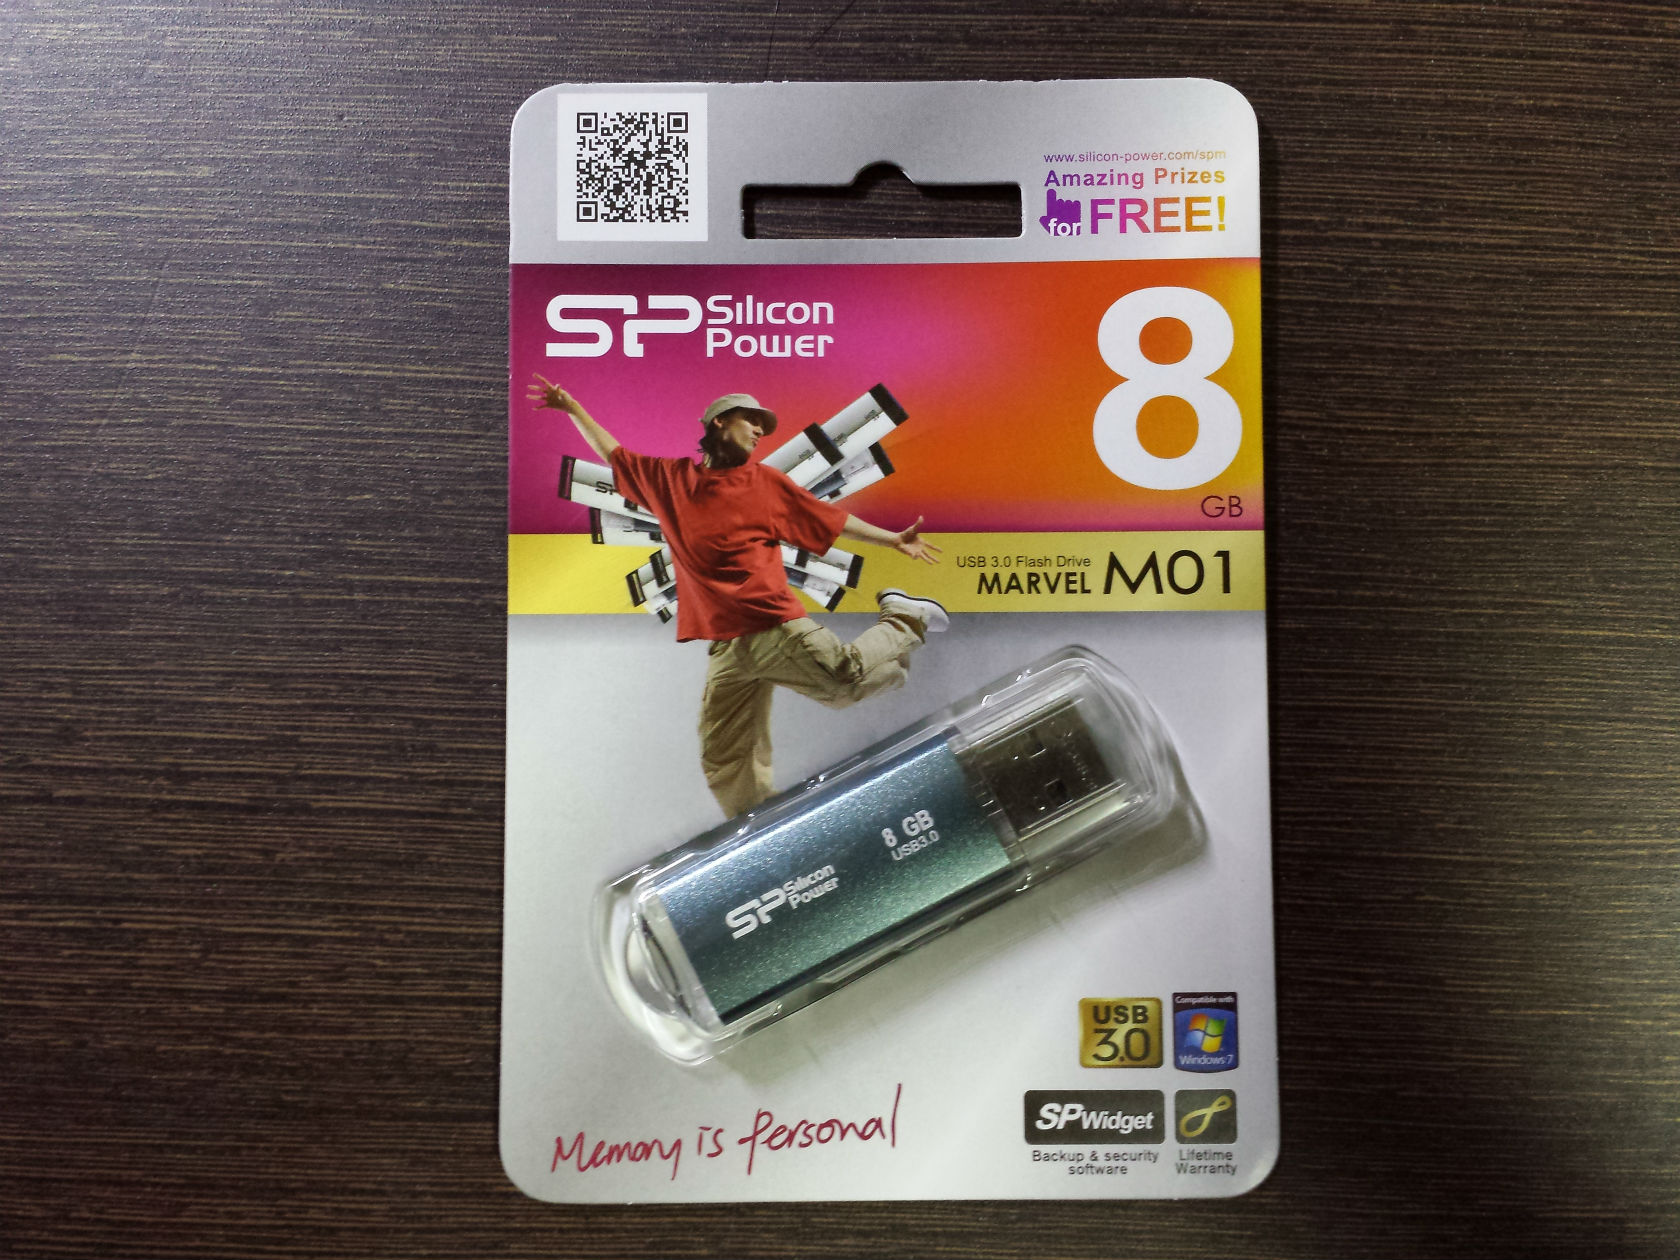 www.silicon-power.com/spm
Amazing Prizes
for FREE!
SP Silicon
Power
8
GB
USB 3.0 Flash Drive
MARVEL M01
8 GB
USB3.0
SP Silicon
Power
USB
3.0
Compatible with
Windows 7
SP Widget
Backup & security
software
Lifetime
Warranty
Memory is Personal